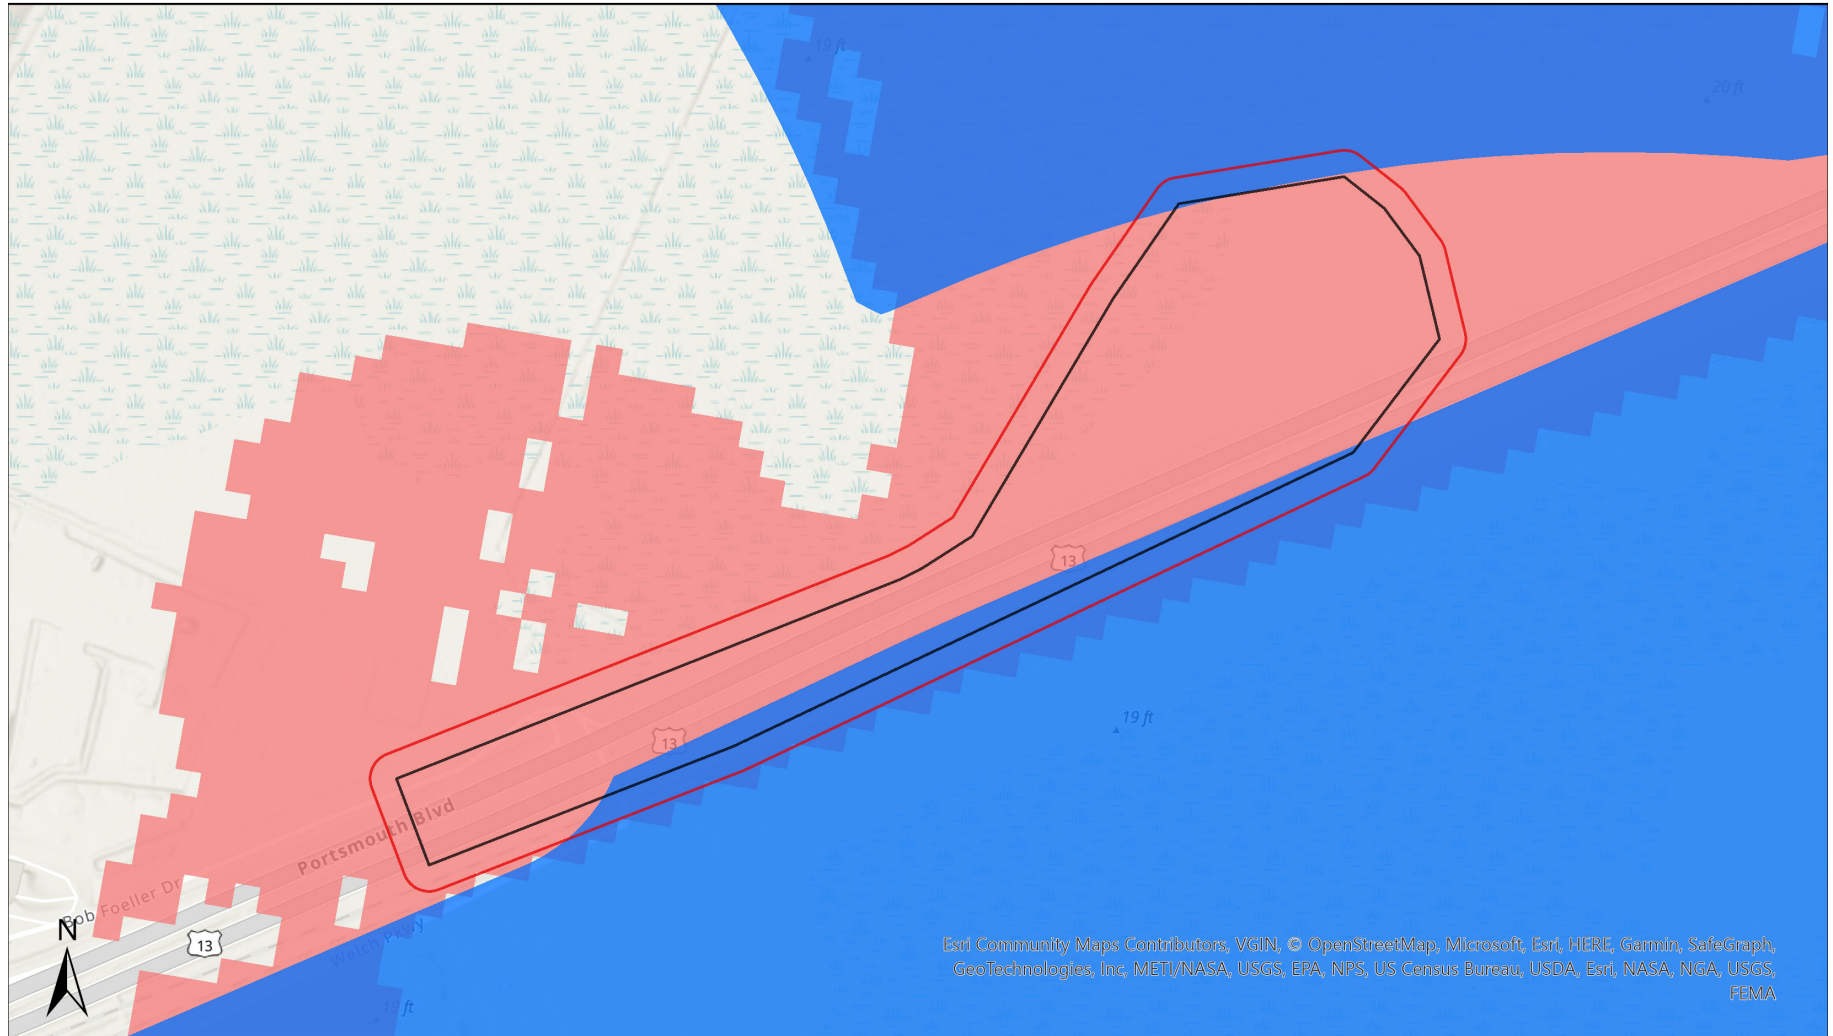 19 ft
20 ft
13
19 ft
13
Portsmouth Blvd
Bob Foeller Dr
N
13
Welch Pkwy
Esri Community Maps Contributors, VGIN, © OpenStreetMap, Microsoft, Esri, HERE, Garmin, SafeGraph,
GeoTechnologies, Inc, METI/NASA, USGS, EPA, NPS, US Census Bureau, USDA, Esri, NASA, NGA, USGS,
FEMA
19 ft